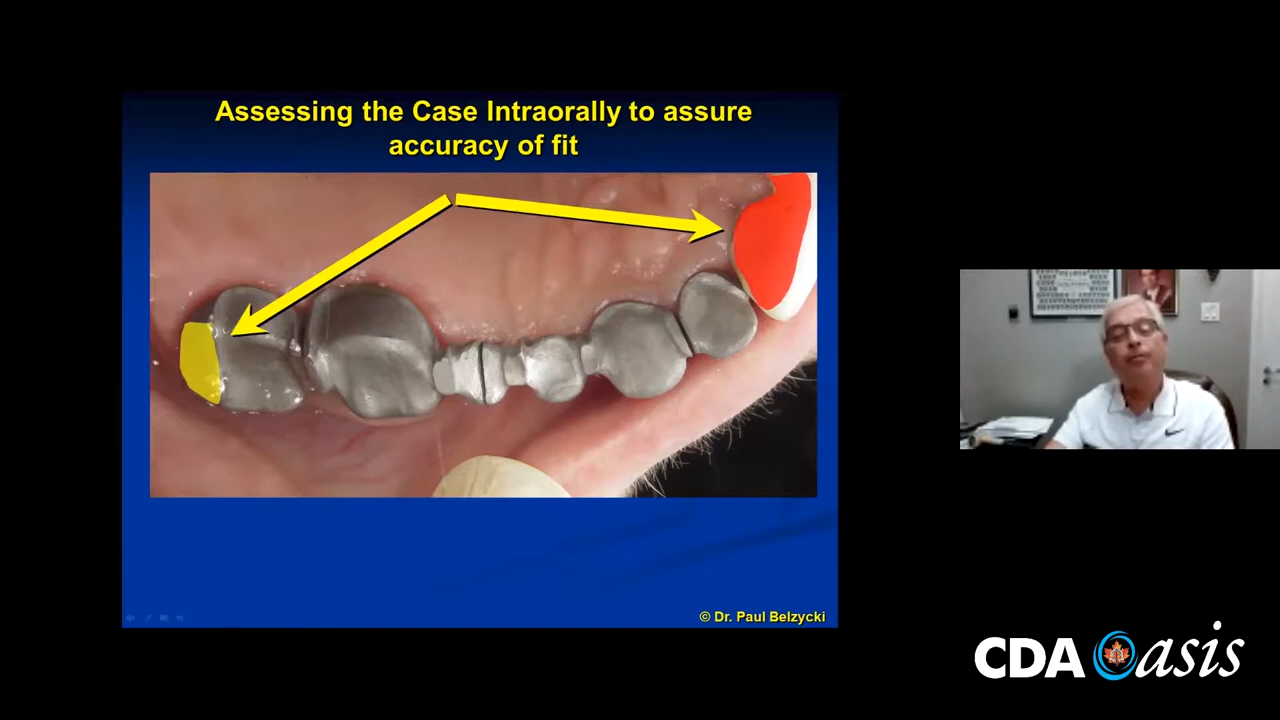 Assessing the Case Intraorally to assure
accuracy of fit
© Dr. Paul Belzycki
CDA Oasis